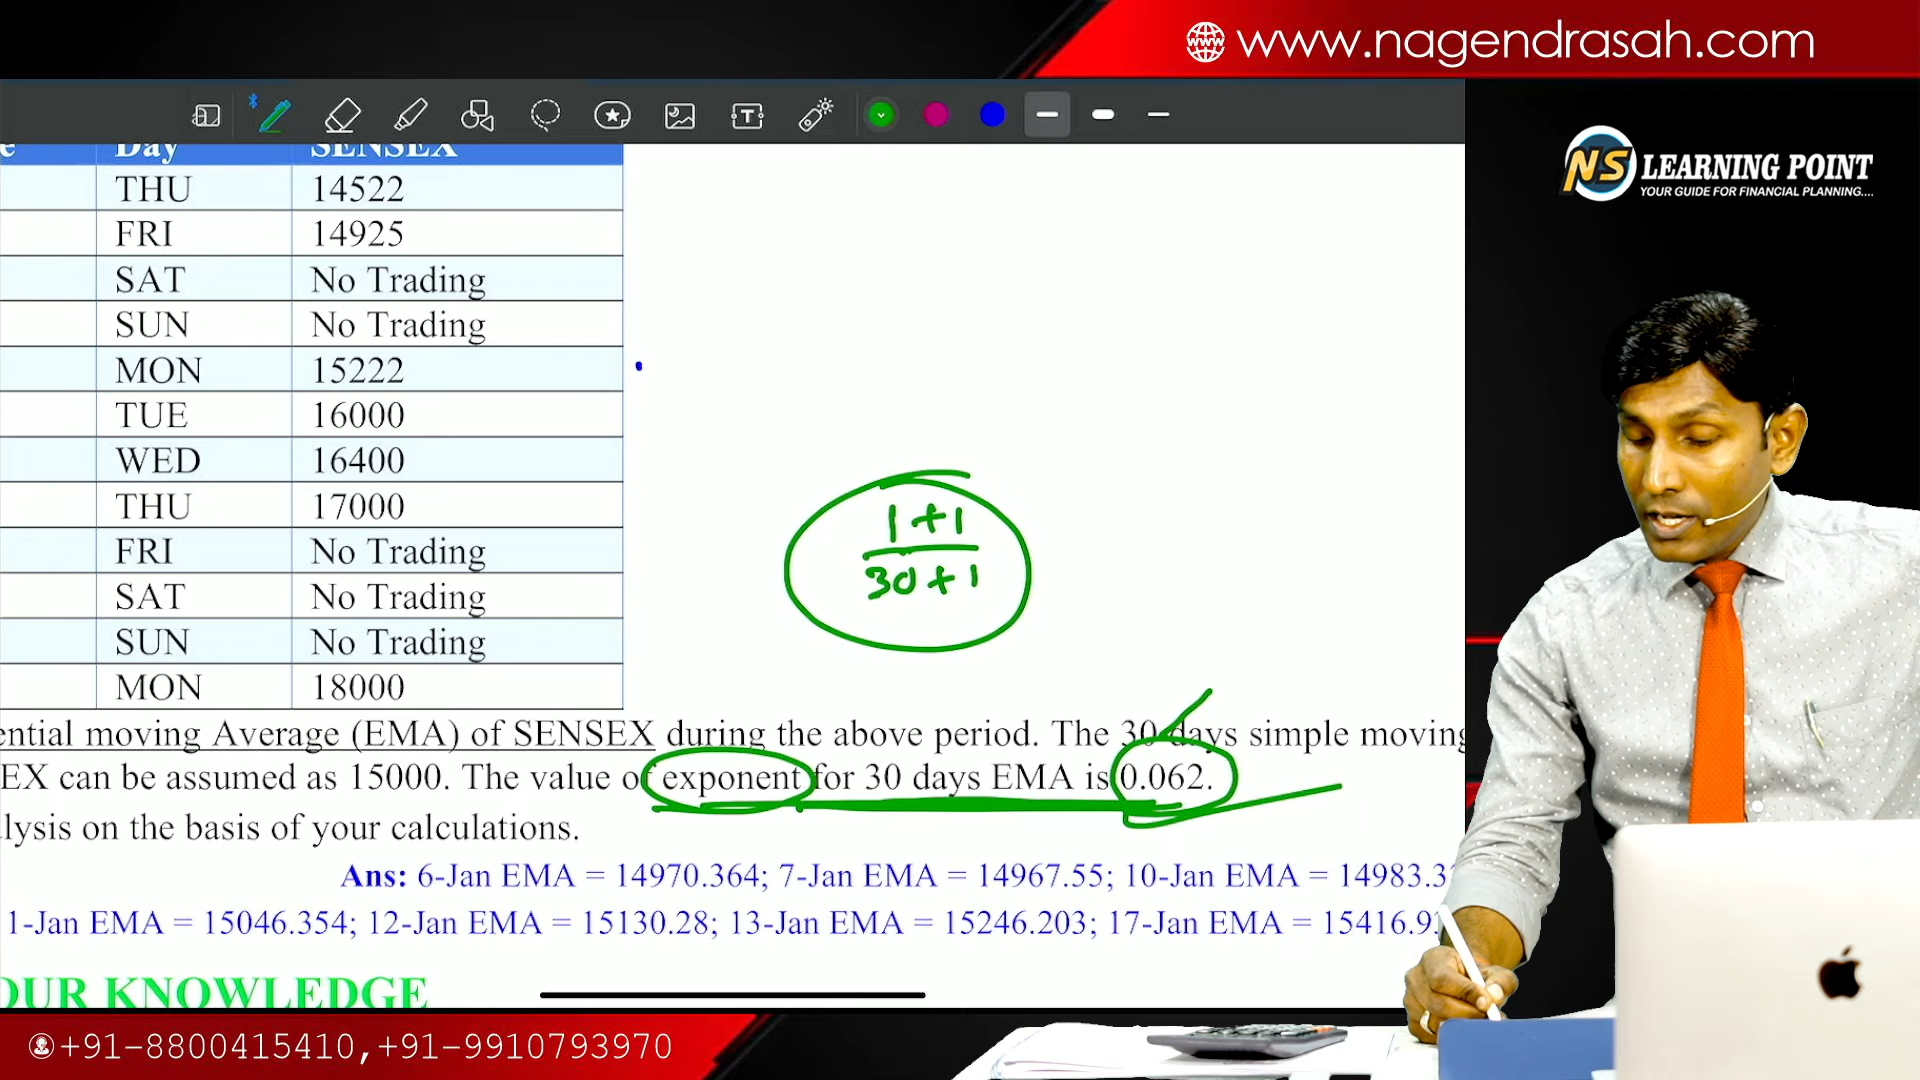 www.nagendrasah.com
NS LEARNING POINT
YOUR GUIDE FOR FINANCIAL PLANNING....
e Day SENSEX
THU 14522
FRI 14925
SAT No Trading
SUN No Trading
MON 15222
TUE 16000
WED 16400
THU 17000
FRI No Trading
SAT No Trading
SUN No Trading
MON 18000
1+1
30+1
ential moving Average (EMA) of SENSEX during the above period. The 30 days simple moving
EX can be assumed as 15000. The value of exponent for 30 days EMA is 0.062.
lysis on the basis of your calculations.
Ans: 6-Jan EMA = 14970.364; 7-Jan EMA = 14967.55; 10-Jan EMA = 14983.3
1-Jan EMA = 15046.354; 12-Jan EMA = 15130.28; 13-Jan EMA = 15246.203; 17-Jan EMA = 15416.9
OUR KNOWLEDGE
+91-8800415410,+91-9910793970